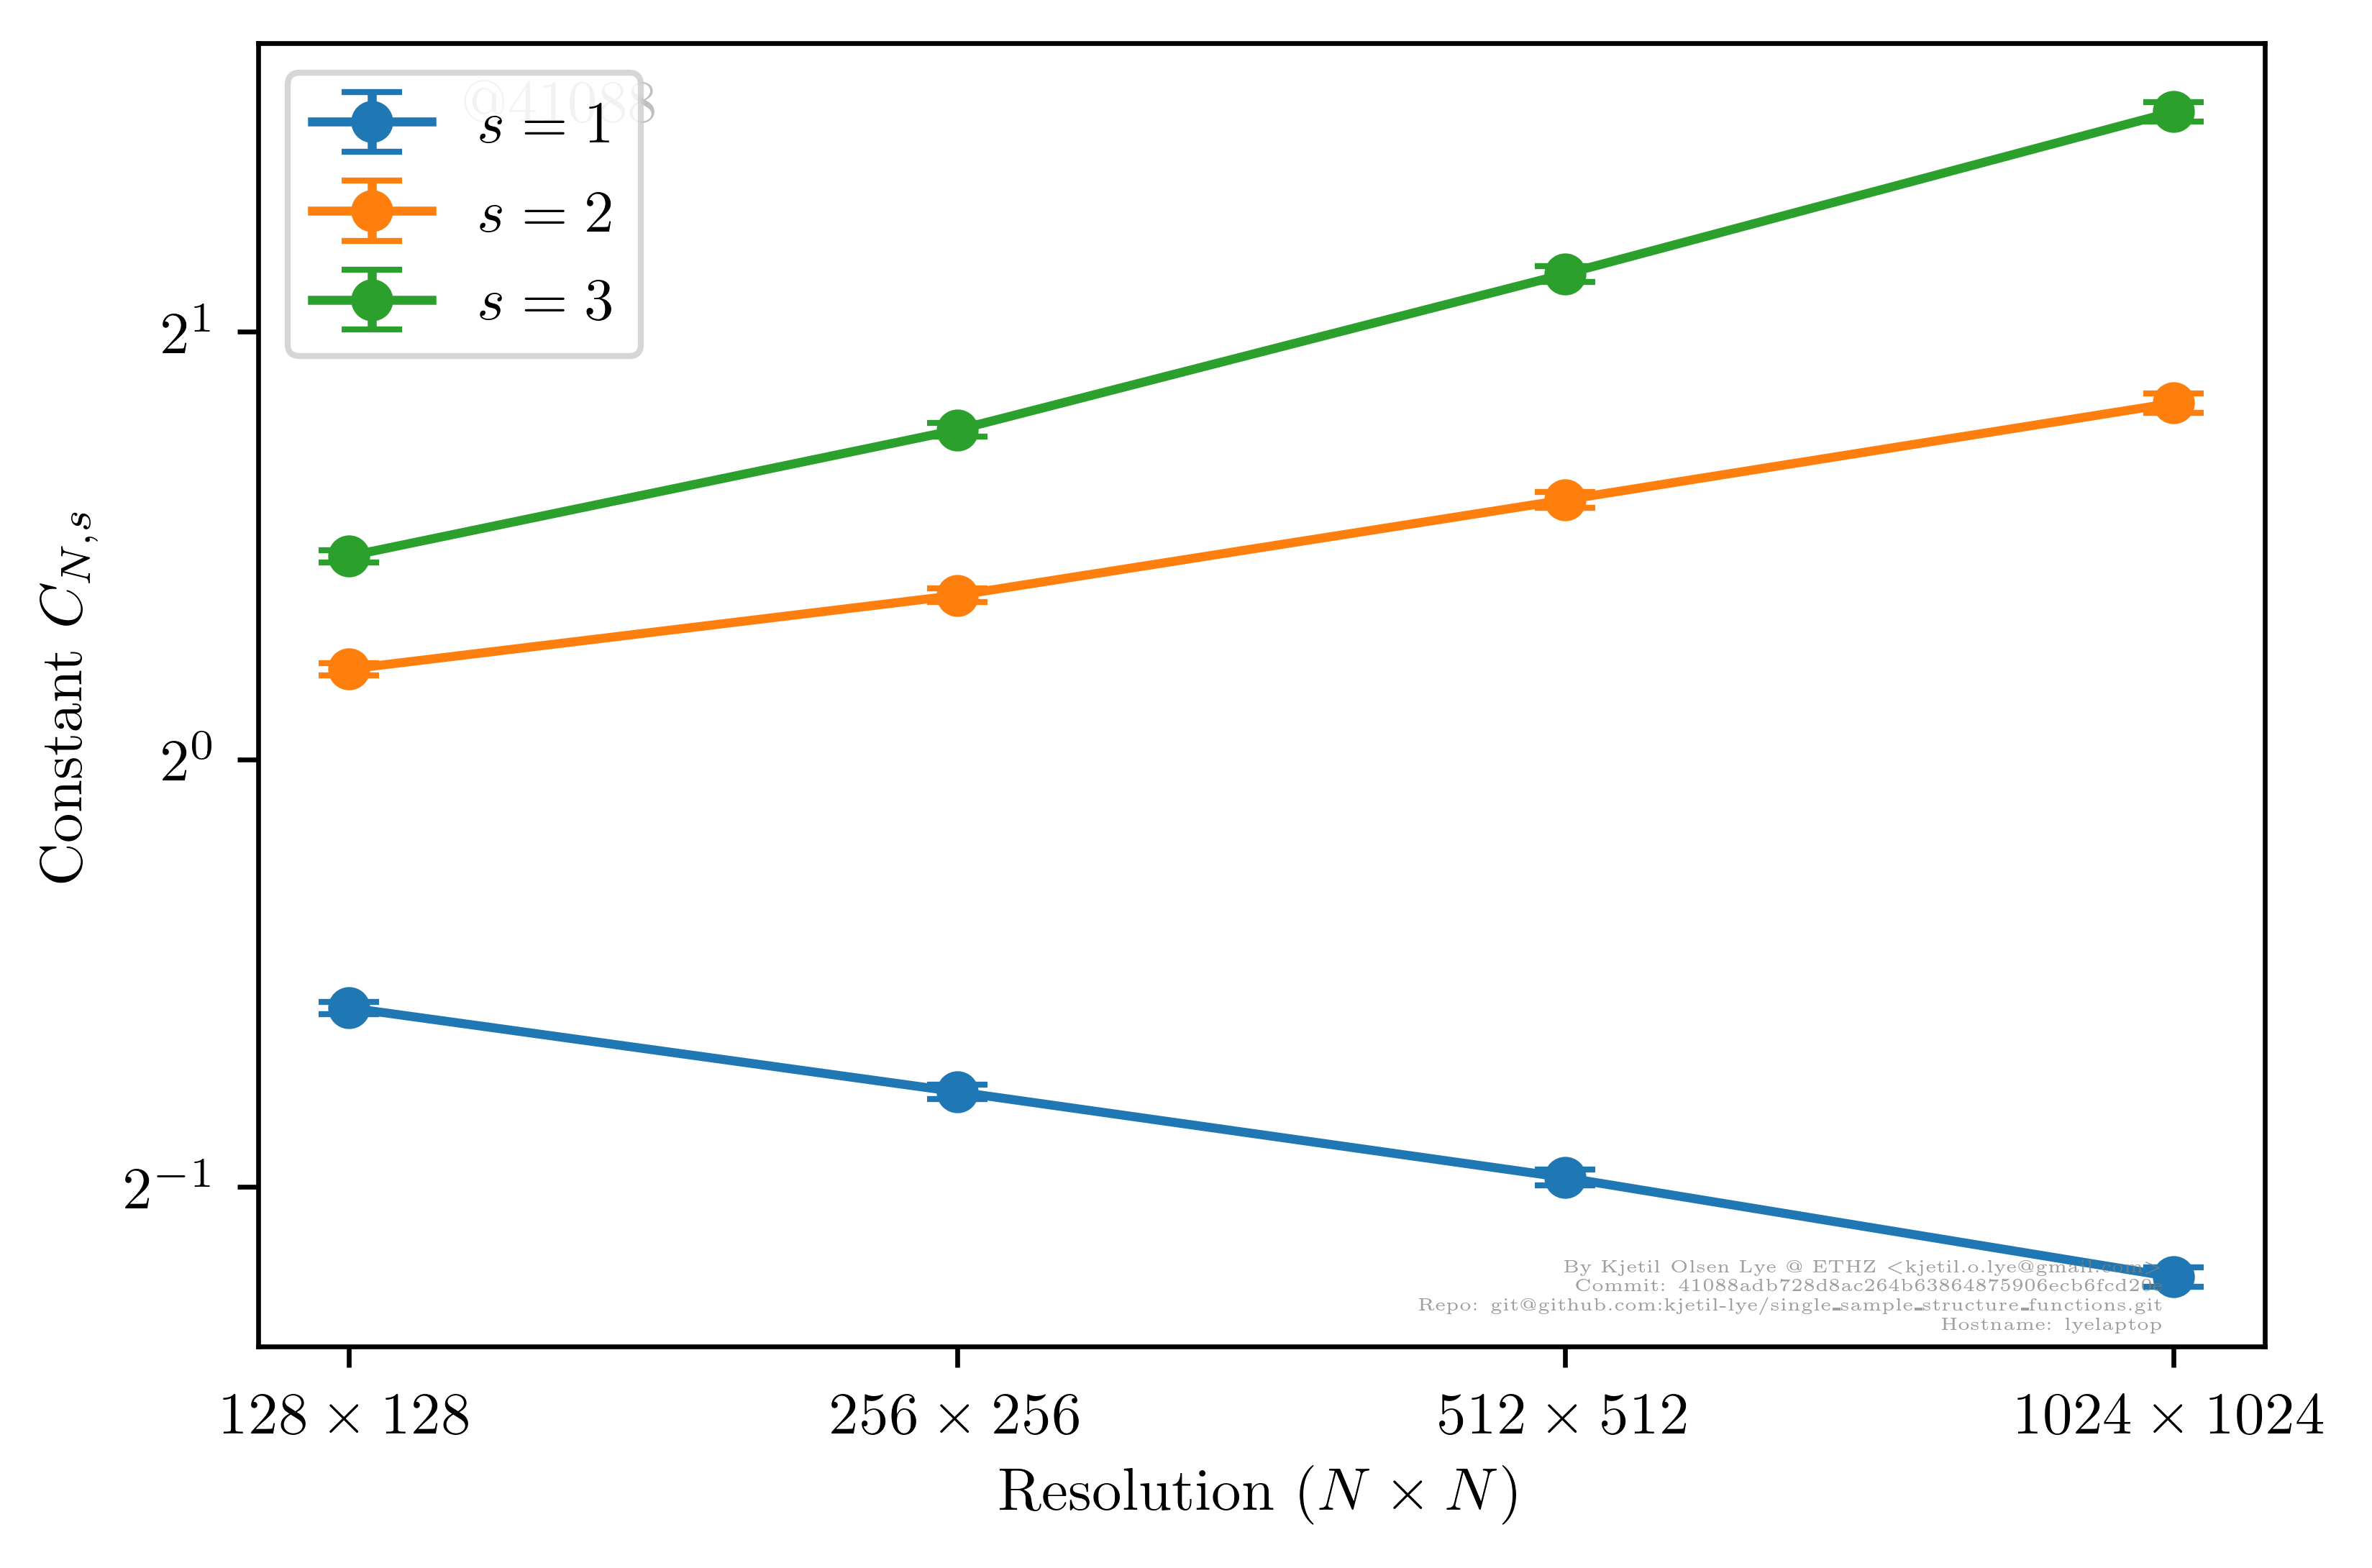 @41088
s = 1
s = 2
s = 3
2^1
2^0
2^{-1}
Constant C_{N,s}
By Kjetil Olsen Lye @ ETHZ <kjetil.o.lye@gmail.com>
Commit: 41088adb728d8ac264b63864875906ecb6fcd20
Repo: git@github.com:kjetil-lye/single_sample_structure_functions.git
Hostname: lyelaptop
128 × 128 256 × 256 512 × 512 1024 × 1024
Resolution (N × N)